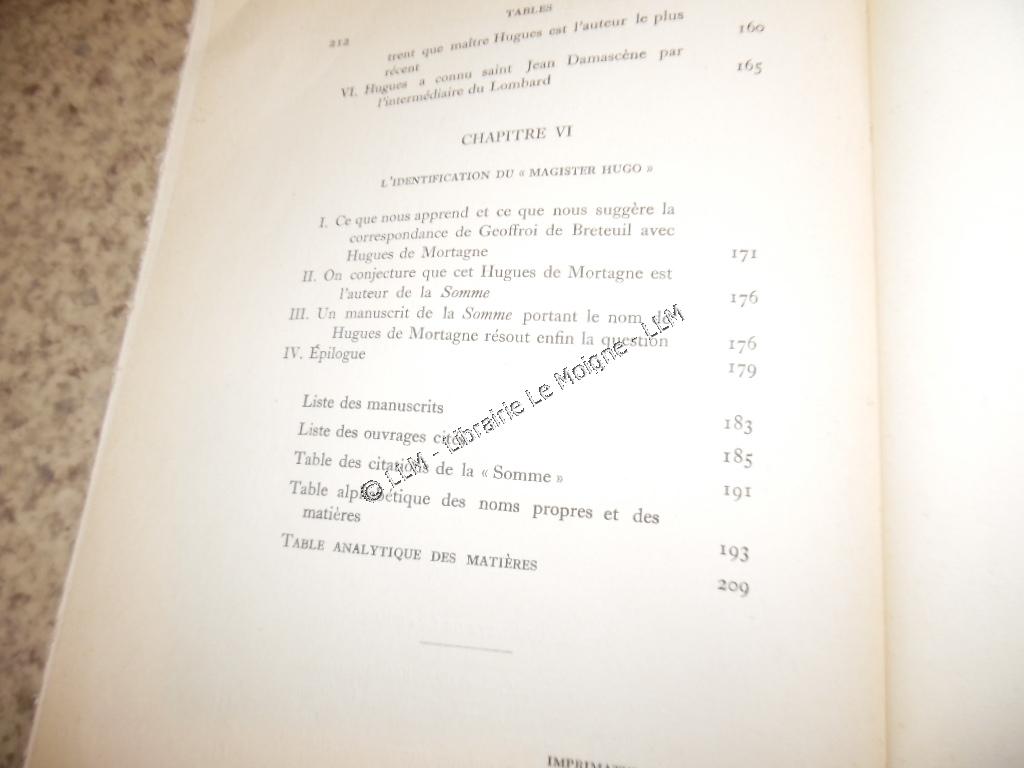 TABLES
212
trent que maître Hugues est l'auteur le plus
récent 160
VI. Hugues a connu saint Jean Damascène par
l'intermédiaire du Lombard 165
CHAPITRE VI
L'IDENTIFICATION DU « MAGISTER HUGO »
I. Ce que nous apprend et ce que nous suggère la
correspondance de Geoffroi de Breteuil avec
Hugues de Mortagne 171
II. On conjecture que cet Hugues de Mortagne est
l'auteur de la Somme 176
III. Un manuscrit de la Somme portant le nom de
Hugues de Mortagne résout enfin la question 176
IV. Épilogue 179
Liste des manuscrits 183
Liste des ouvrages cités 185
Table des citations de la « Somme » 191
Table alphabétique des noms propres et des
matières 193
TABLE ANALYTIQUE DES MATIÈRES 209
© LLM - Librairie Le Moigne - LLM